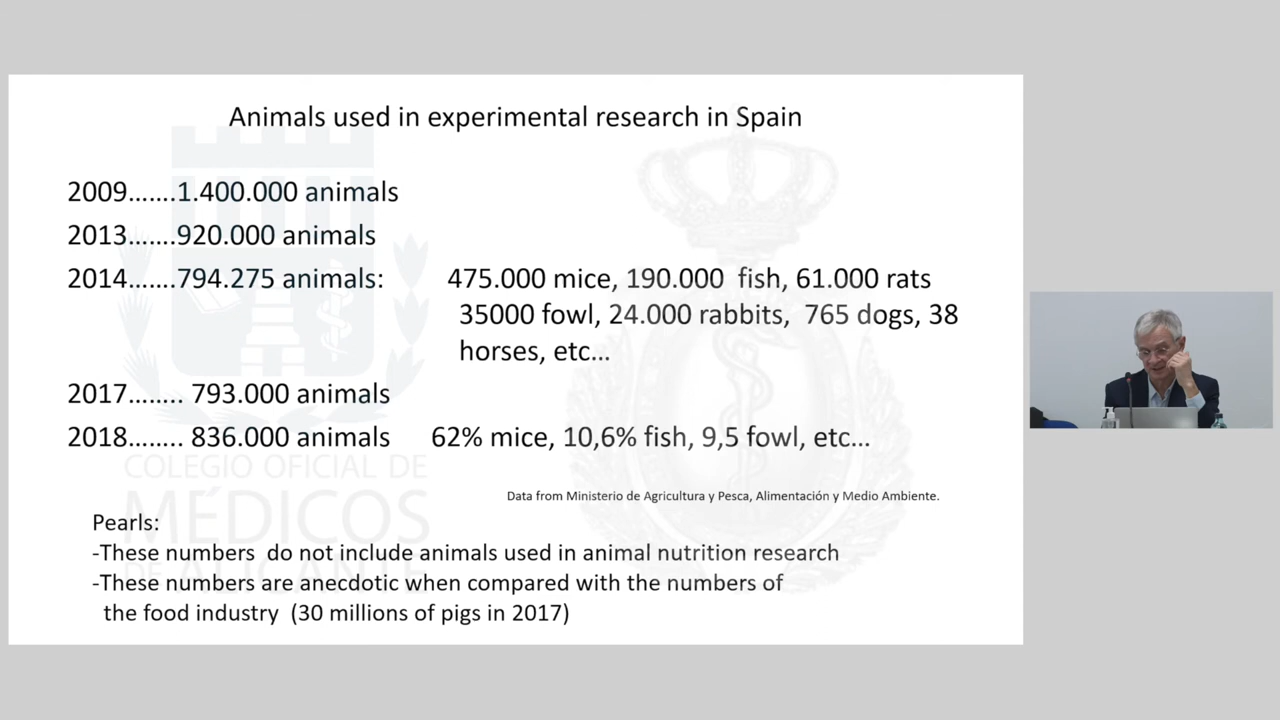 Animals used in experimental research in Spain
2009.......1.400.000 animals
2013.......920.000 animals
2014.......794.275 animals: 475.000 mice, 190.000 fish, 61.000 rats
35000 fowl, 24.000 rabbits, 765 dogs, 38
horses, etc...
2017........ 793.000 animals
2018........ 836.000 animals 62% mice, 10,6% fish, 9,5 fowl, etc...
COLEGIO OFICIAL DE
MÉDICOS
DE ALICANTE
Data from Ministerio de Agricultura y Pesca, Alimentación y Medio Ambiente.
Pearls:
-These numbers do not include animals used in animal nutrition research
-These numbers are anecdotic when compared with the numbers of
the food industry (30 millions of pigs in 2017)